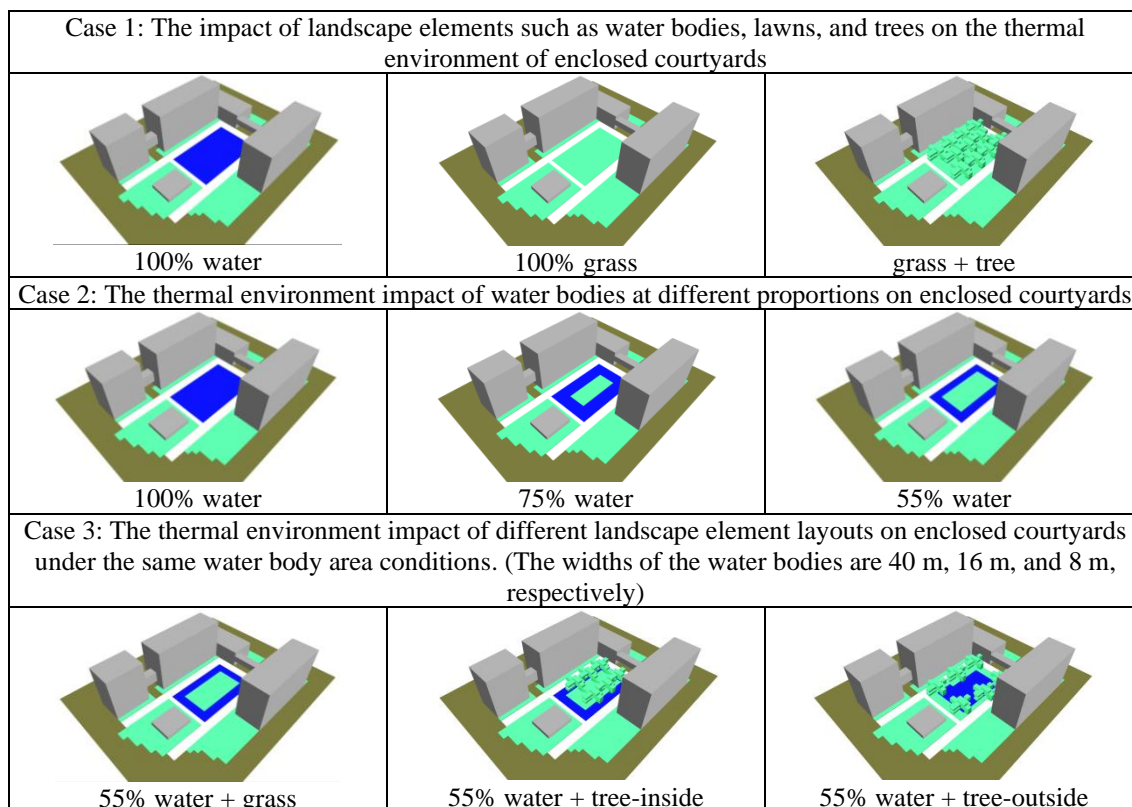 Case 1: The impact of landscape elements such as water bodies, lawns, and trees on the thermal
environment of enclosed courtyards
100% water
100% grass
grass + tree
Case 2: The thermal environment impact of water bodies at different proportions on enclosed courtyards
100% water
75% water
55% water
Case 3: The thermal environment impact of different landscape element layouts on enclosed courtyards
under the same water body area conditions. (The widths of the water bodies are 40 m, 16 m, and 8 m,
respectively)
55% water + grass
55% water + tree-inside
55% water + tree-outside